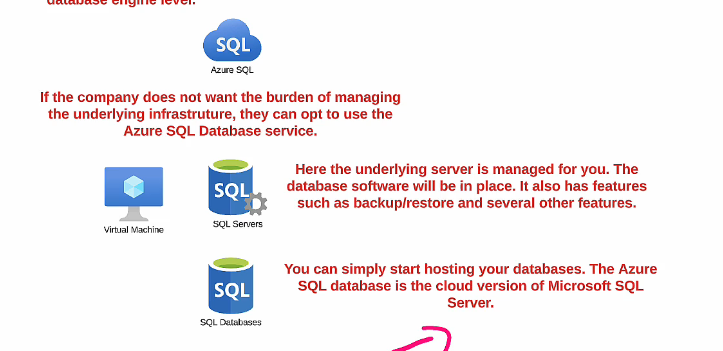 database engine level.
SQL
Azure SQL
If the company does not want the burden of managing
the underlying infrastruture, they can opt to use the
Azure SQL Database service.
SQL
Virtual Machine
SQL Servers
Here the underlying server is managed for you. The
database software will be in place. It also has features
such as backup/restore and several other features.
SQL
SQL Databases
You can simply start hosting your databases. The Azure
SQL database is the cloud version of Microsoft SQL
Server.